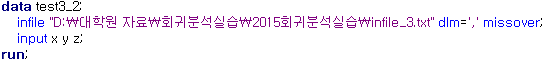 data test3_2;
infile "D:₩대학원 자료₩회귀분석실습₩2015회귀분석실습₩infile_3.txt" dlm=',' missover;
input x y z;
run;